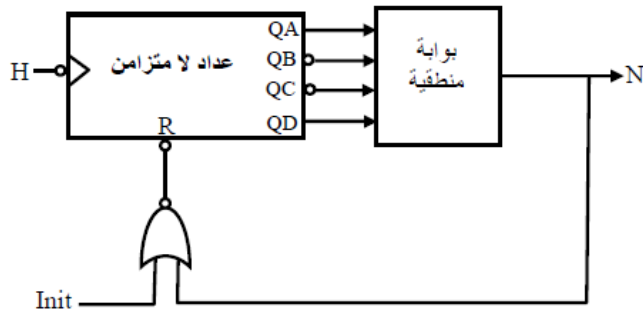 QA
H
عداد لا متزامن
QB
QC
R
QD
بوابة
منطقية
N
Init